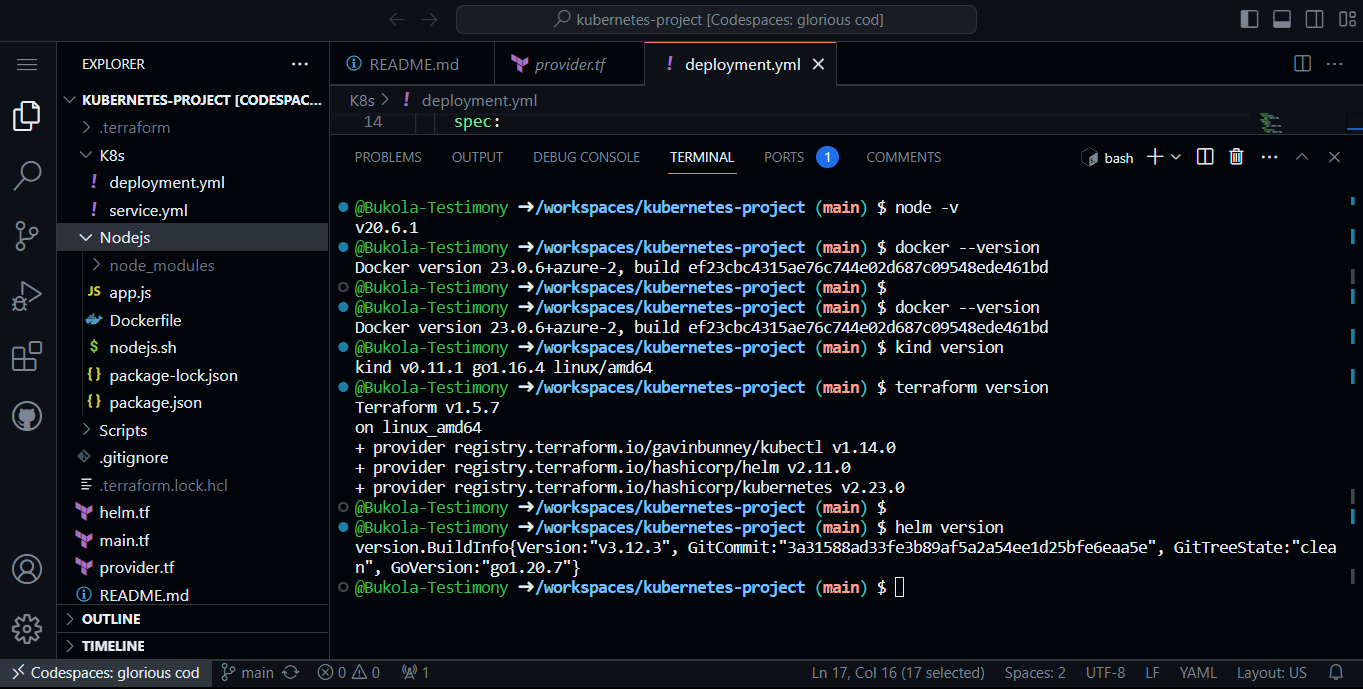 kubernetes-project [Codespaces: glorious cod]
EXPLORER
KUBERNETES-PROJECT [CODESPAC...
.terraform
K8s
deployment.yml
service.yml
Nodejs
node_modules
app.js
Dockerfile
nodejs.sh
package-lock.json
package.json
Scripts
.gitignore
.terraform.lock.hcl
helm.tf
main.tf
provider.tf
README.md
OUTLINE
TIMELINE
README.md
provider.tf
deployment.yml
K8s > deployment.yml
14 spec:
PROBLEMS OUTPUT DEBUG CONSOLE TERMINAL PORTS 1 COMMENTS
bash
@Bukola-Testimony ➜/workspaces/kubernetes-project (main) $ node -v
v20.6.1
@Bukola-Testimony ➜/workspaces/kubernetes-project (main) $ docker --version
Docker version 23.0.6+azure-2, build ef23cbc4315ae76c744e02d687c09548ede461bd
@Bukola-Testimony ➜/workspaces/kubernetes-project (main) $
@Bukola-Testimony ➜/workspaces/kubernetes-project (main) $ docker --version
Docker version 23.0.6+azure-2, build ef23cbc4315ae76c744e02d687c09548ede461bd
@Bukola-Testimony ➜/workspaces/kubernetes-project (main) $ kind version
kind v0.11.1 go1.16.4 linux/amd64
@Bukola-Testimony ➜/workspaces/kubernetes-project (main) $ terraform version
Terraform v1.5.7
on linux_amd64
+ provider registry.terraform.io/gavinbunney/kubectl v1.14.0
+ provider registry.terraform.io/hashicorp/helm v2.11.0
+ provider registry.terraform.io/hashicorp/kubernetes v2.23.0
@Bukola-Testimony ➜/workspaces/kubernetes-project (main) $
@Bukola-Testimony ➜/workspaces/kubernetes-project (main) $ helm version
version.BuildInfo{Version:"v3.12.3", GitCommit:"3a31588ad33fe3b89af5a2a54ee1d25bfe6eaa5e", GitTreeState:"clea
n", GoVersion:"go1.20.7"}
@Bukola-Testimony ➜/workspaces/kubernetes-project (main) $
Codespaces: glorious cod main 0 0 1 Ln 17, Col 16 (17 selected) Spaces: 2 UTF-8 LF YAML Layout: US